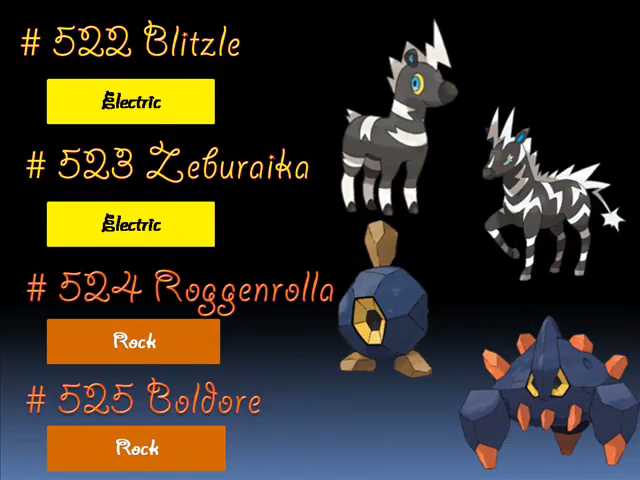 # 522 Blitzle
Electric
# 523 Zeburaika
Electric
# 524 Roggenrolla
Rock
# 525 Boldore
Rock